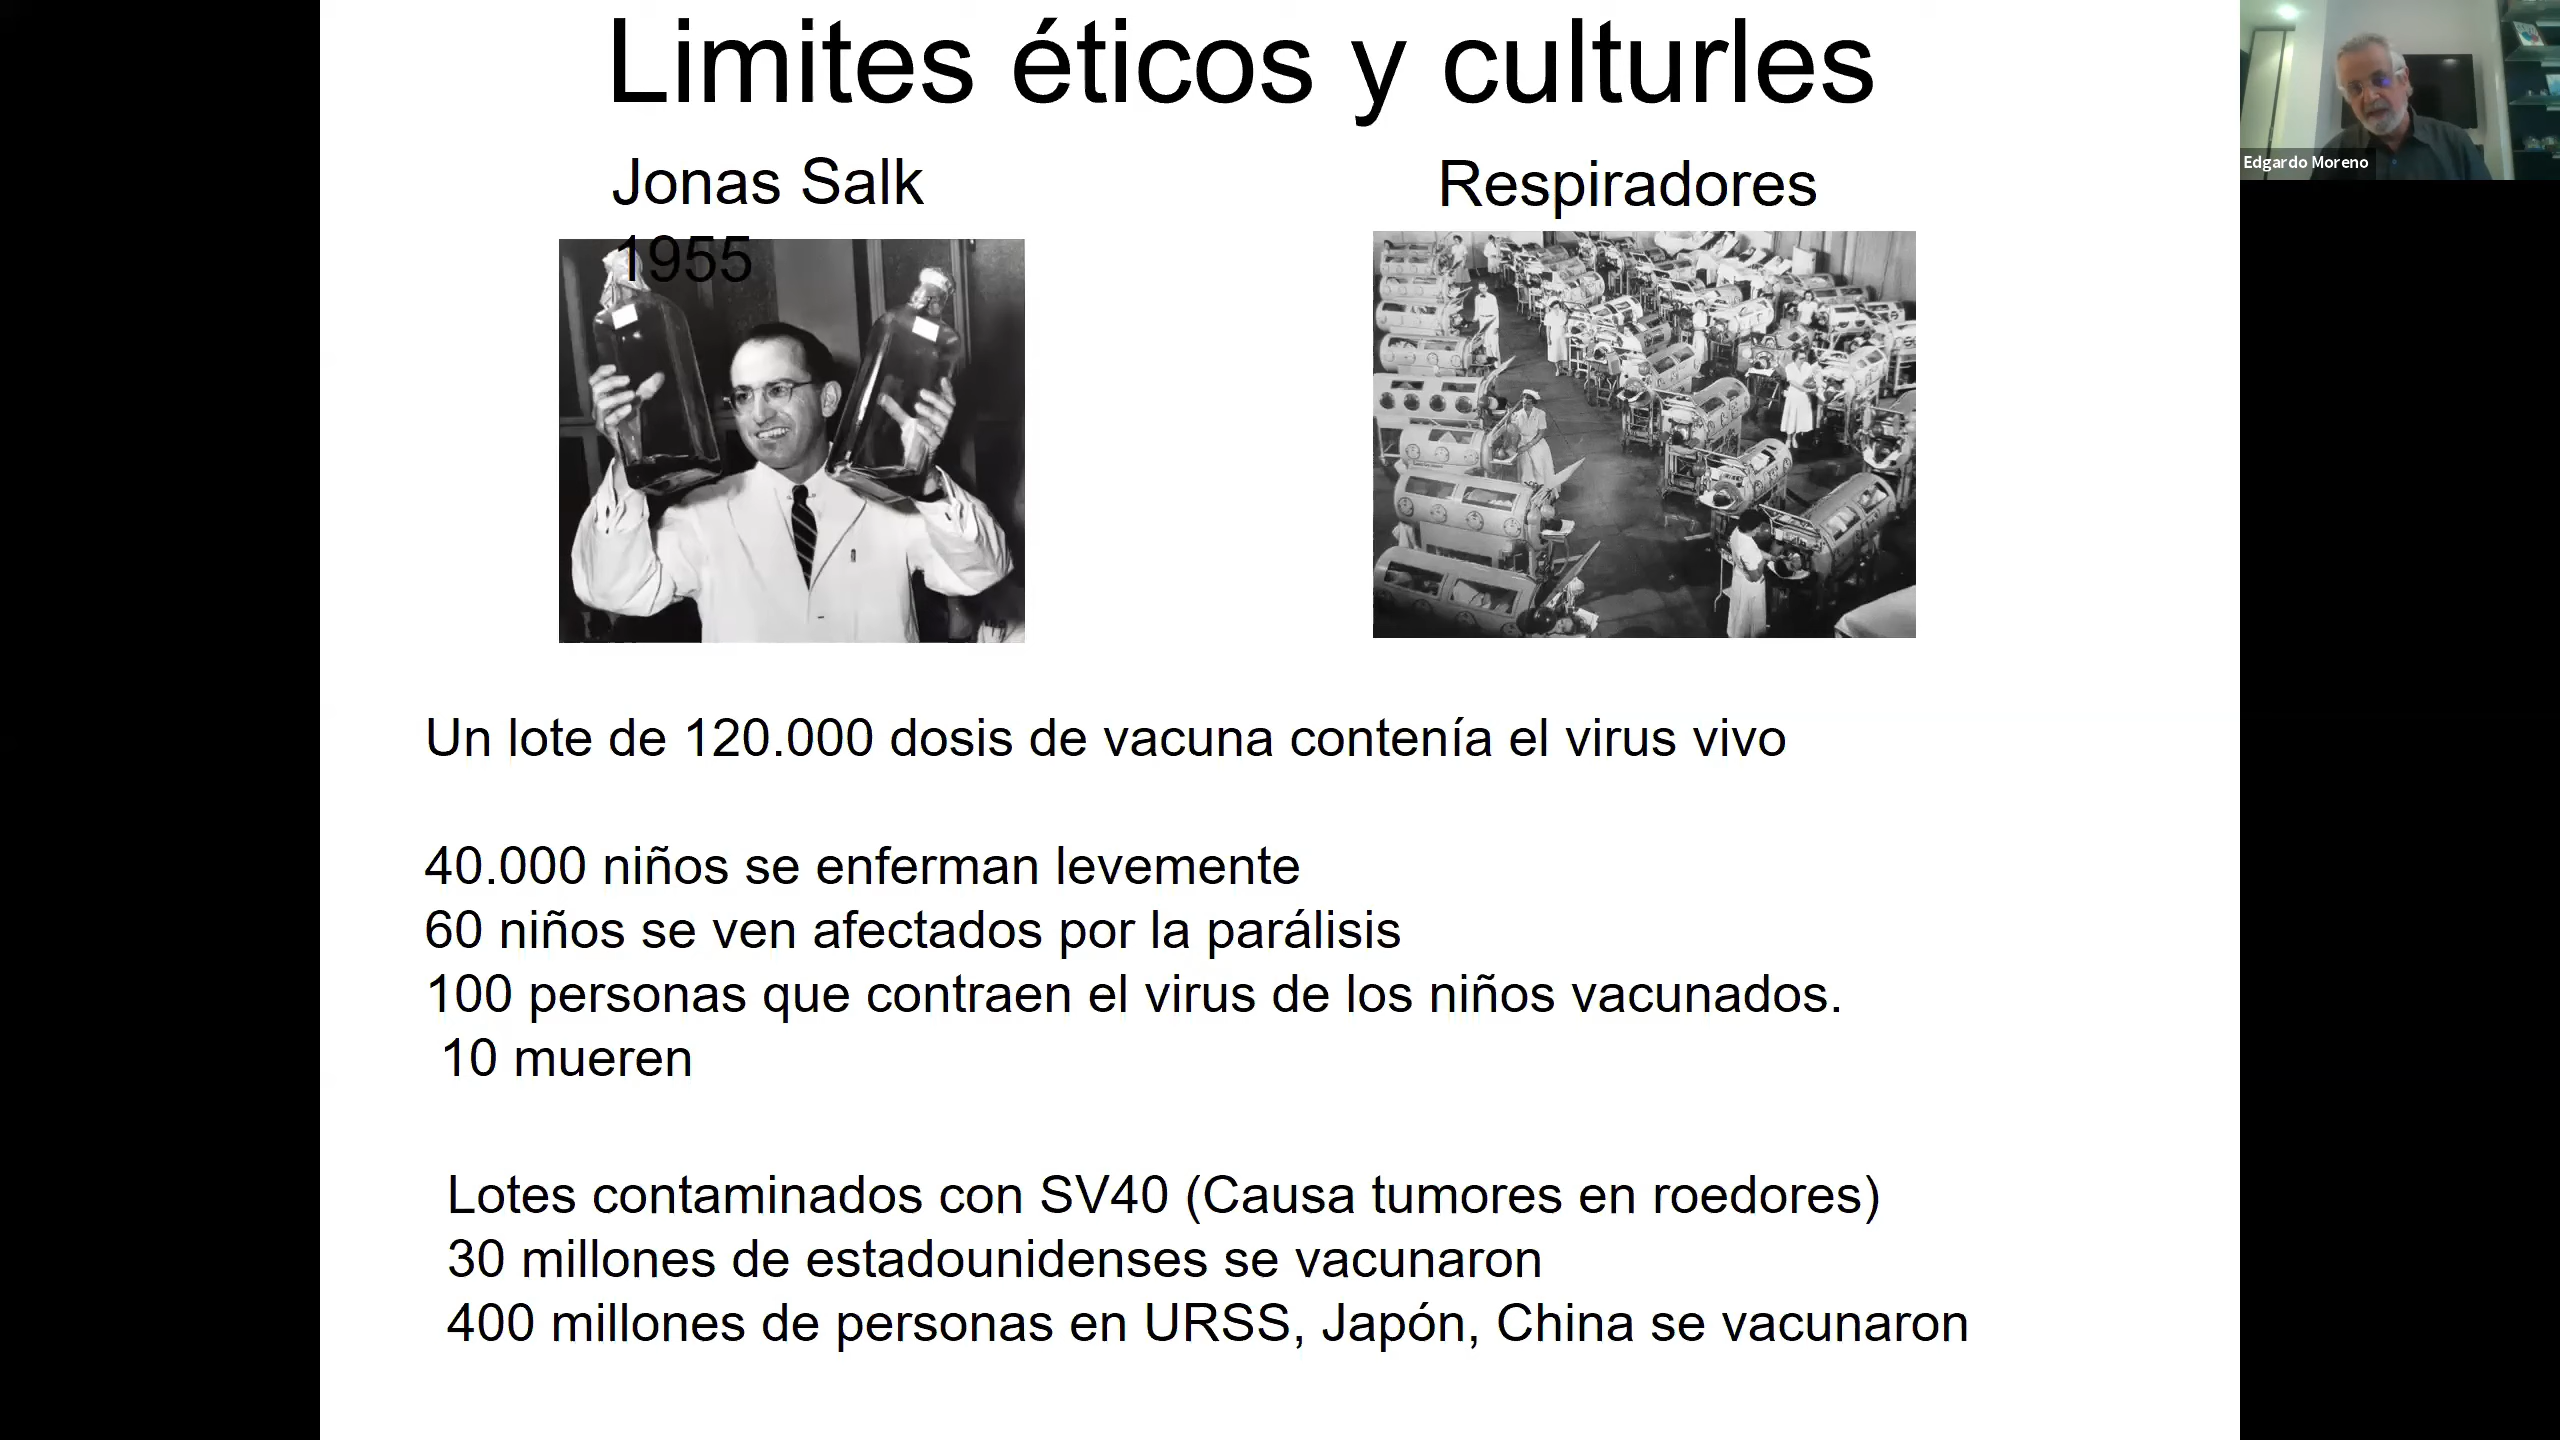 Limites éticos y culturles
Jonas Salk
1955
Respiradores
Edgardo Moreno
Un lote de 120.000 dosis de vacuna contenía el virus vivo
40.000 niños se enferman levemente
60 niños se ven afectados por la parálisis
100 personas que contraen el virus de los niños vacunados.
10 mueren
Lotes contaminados con SV40 (Causa tumores en roedores)
30 millones de estadounidenses se vacunaron
400 millones de personas en URSS, Japón, China se vacunaron